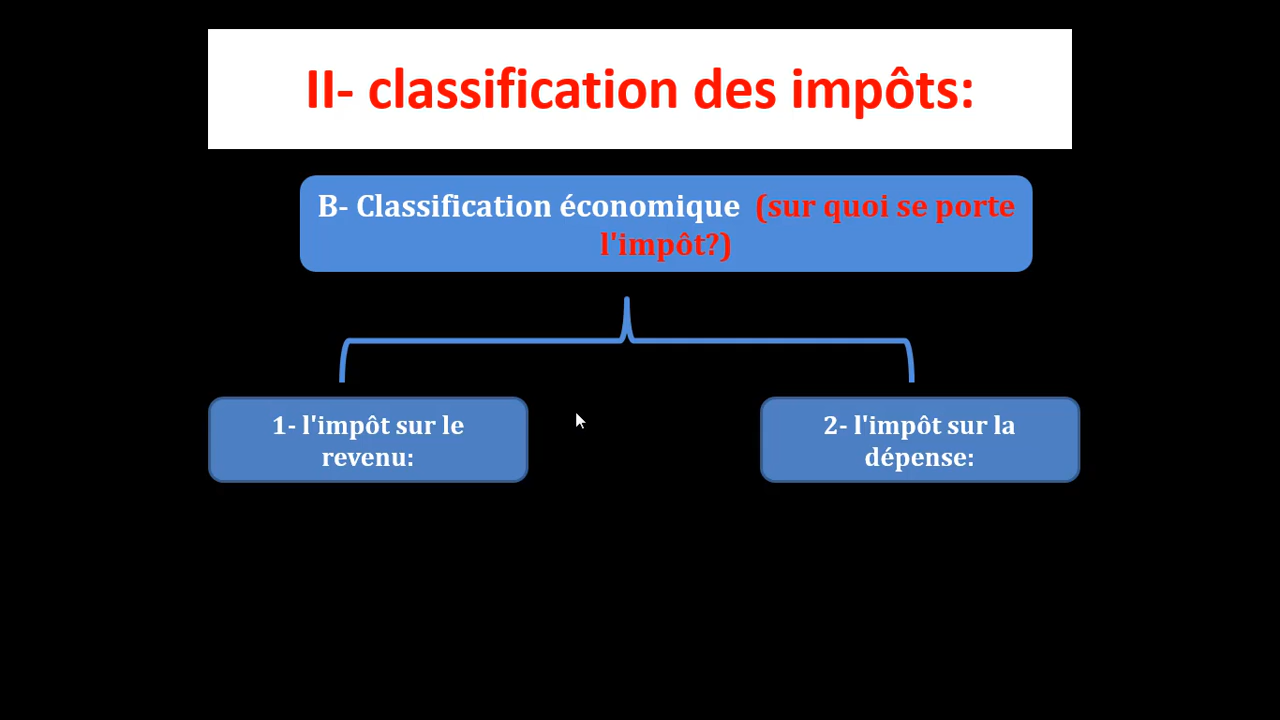 II- classification des impôts:
B- Classification économique (sur quoi se porte
l'impôt?)
1- l'impôt sur le
revenu:
2- l'impôt sur la
dépense: